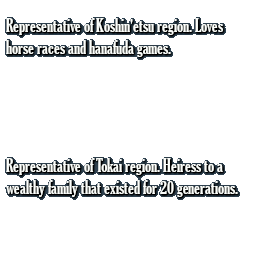 Representative of Koshin'etsu region. Loves
horse races and hanafuda games.
Representative of Tokai region. Heiress to a
wealthy family that existed for 20 generations.